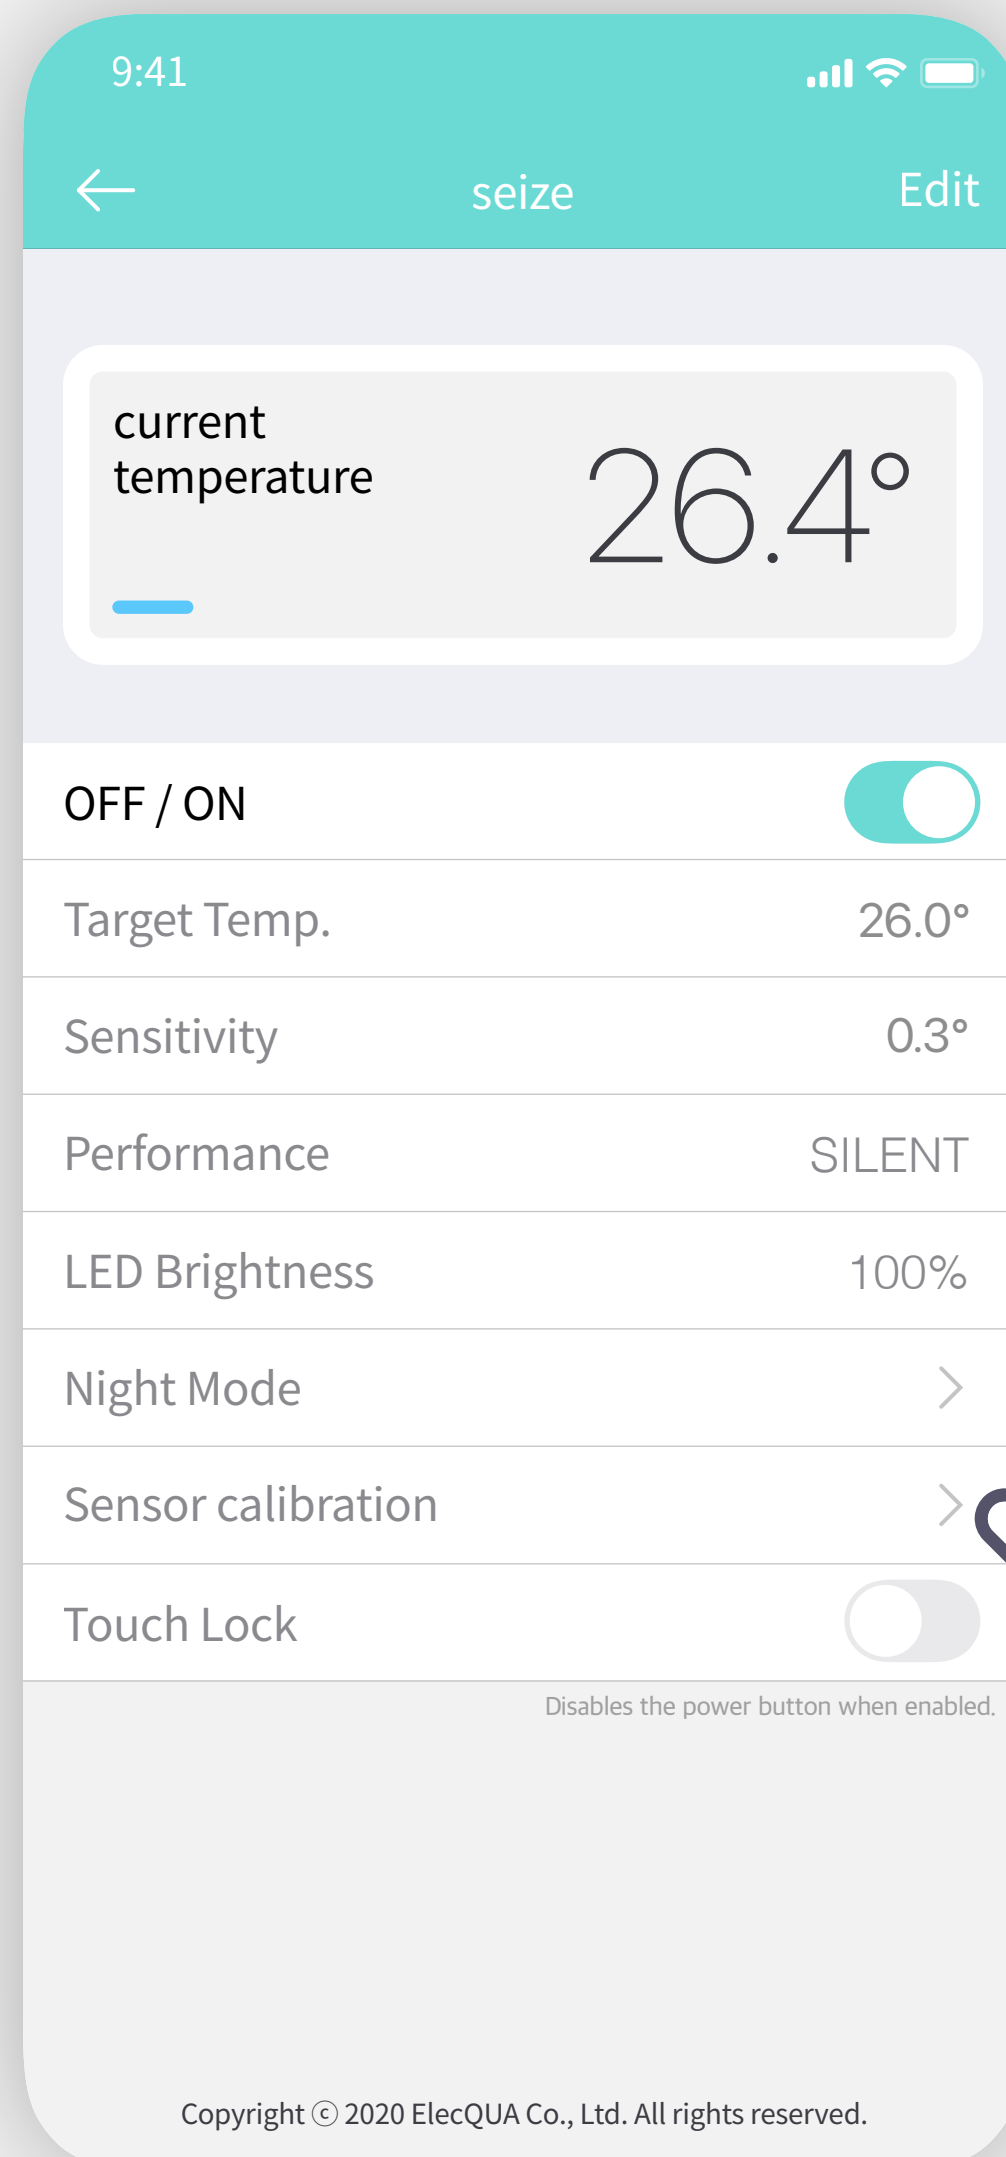 9:41
seize
Edit
current
temperature
26.4°
OFF / ON
Target Temp.
26.0°
Sensitivity
0.3°
Performance
SILENT
LED Brightness
100%
Night Mode
Sensor calibration
Touch Lock
Disables the power button when enabled.
Copyright ⓒ 2020 ElecQUA Co., Ltd. All rights reserved.